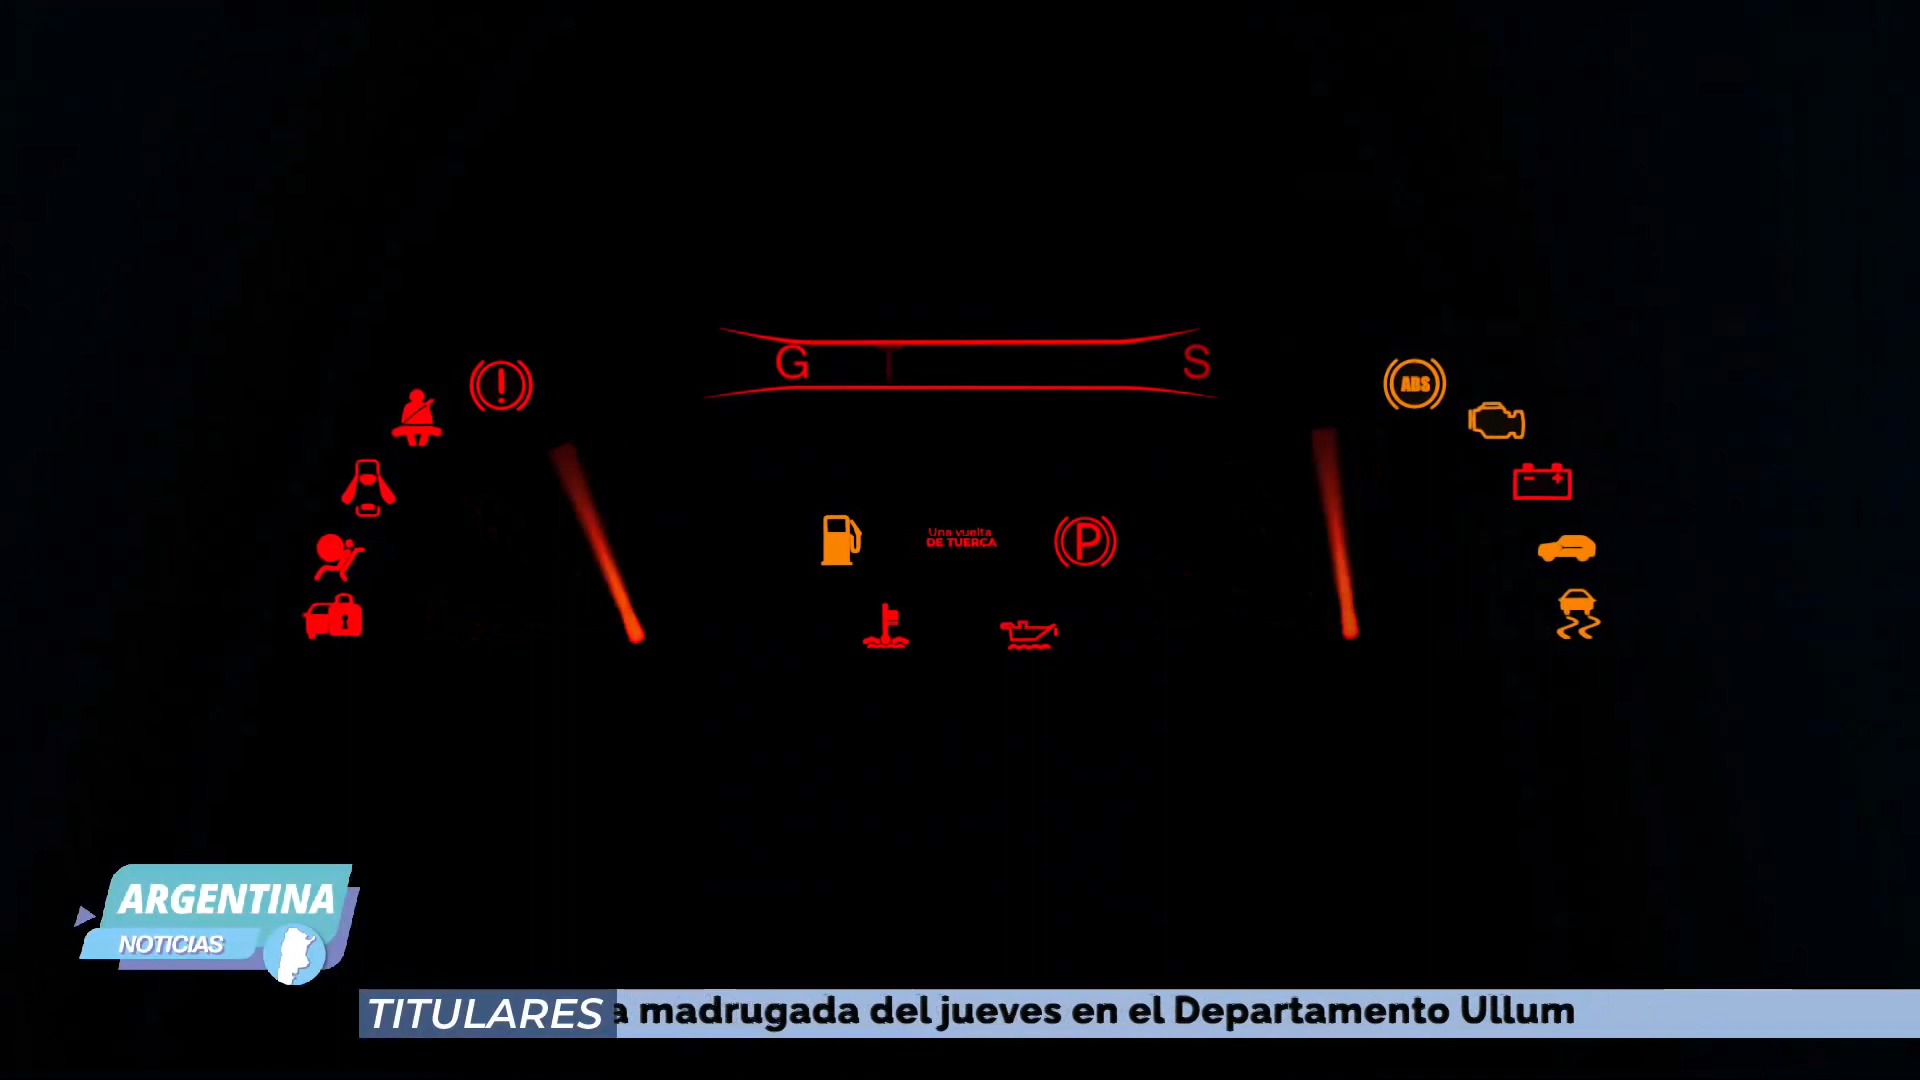 G T S
ABS
Una vuelta
DE TUERCA
P
ARGENTINA
NOTICIAS
TITULARES
a madrugada del jueves en el Departamento Ullum